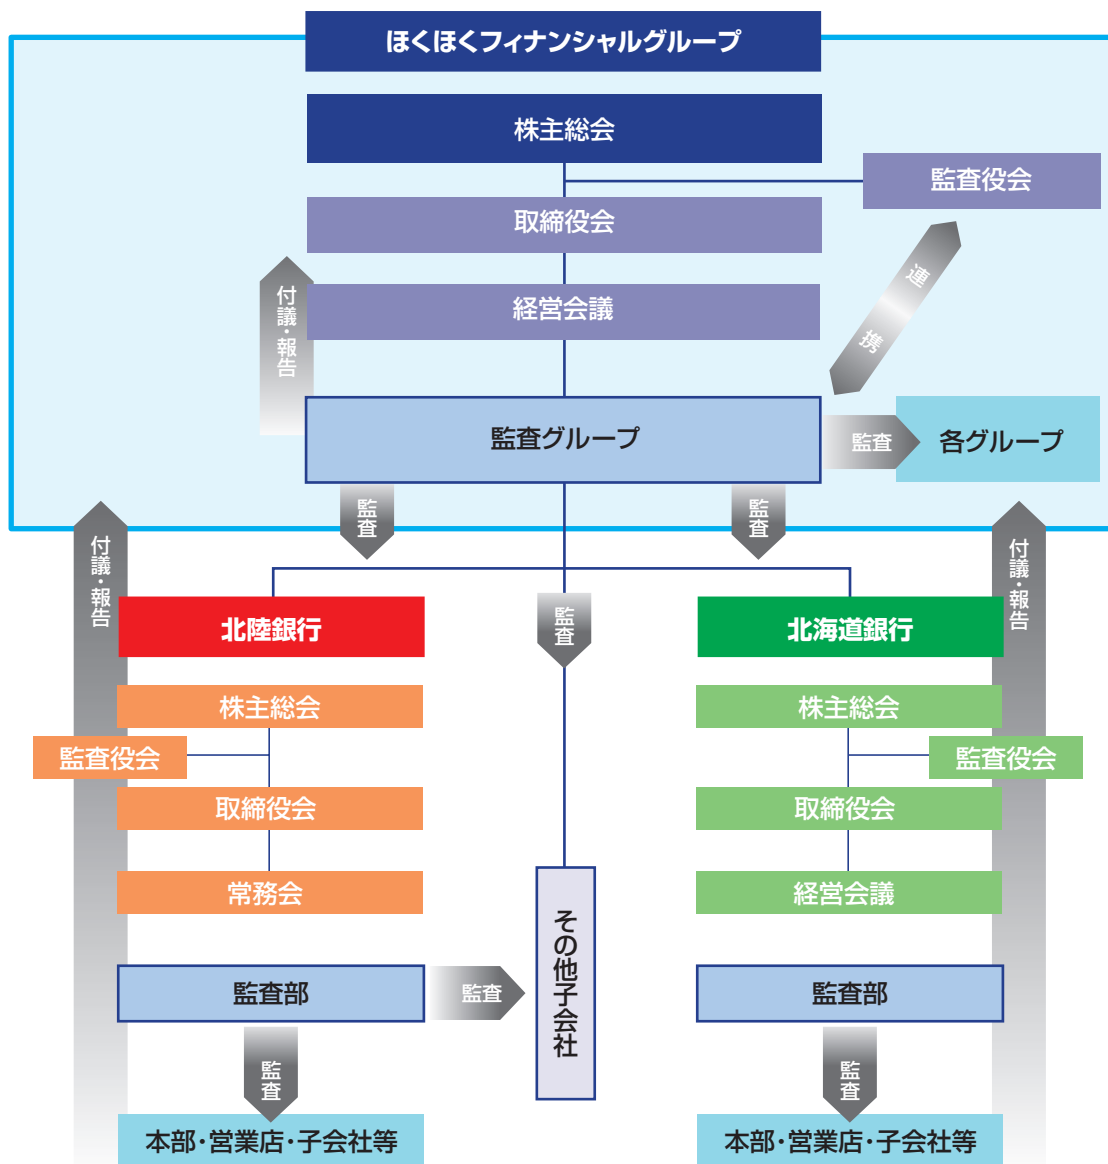 ほくほくフィナンシャルグループ
株主総会
監査役会
取締役会
経営会議
付議・報告
連携
監査グループ
監査
各グループ
監査
監査
付議・報告
付議・報告
北陸銀行
監査
北海道銀行
株主総会
監査役会
取締役会
常務会
株主総会
監査役会
取締役会
経営会議
その他子会社
監査部
監査
監査部
監査
監査
本部・営業店・子会社等
本部・営業店・子会社等